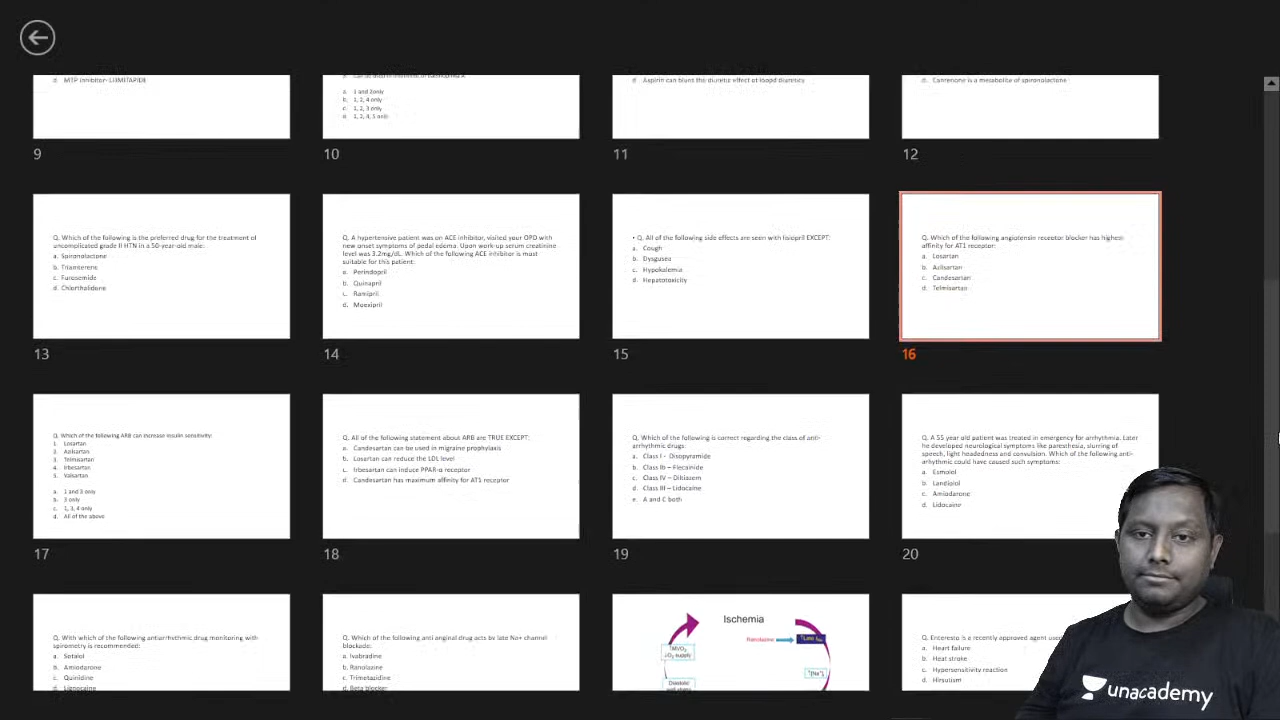 d. MTP inhibitor- LOMITAPIDE
a. 1 and 2only
b. 1, 2, 4 only
c. 1, 2, 3 only
Aspirin can blunt the diuretic effect of loopd diuretics
Canrenone is a metabolite of spironolactone
9
10
11
12
Q. Which of the following is the preferred drug for the treatment of
uncomplicated grade II HTN in a 50-year-old male:
a. Spironolactone
b. Triamterene
c. Furosemide
d. Chlorthalidone
Q. A hypertensive patient was on ACE inhibitor, visited your OPD with
new onset symptoms of pedal edema. Upon work-up serum creatinine
level was 3.2mg/dL. Which of the following ACE inhibitor is most
suitable for this patient:
a. Perindopril
b. Quinapril
c. Ramipril
d. Moexipril
• Q. All of the following side effects are seen with lisiopril EXCEPT:
a. Cough
b. Dysgusea
c. Hypokalemia
d. Hepatotoxicity
Q. Which of the following angiotensin receptor blocker has highest
affinity for AT1 receptor:
a. Losartan
b. Azilsartan
c. Candesartan
d. Telmisartan
13
14
15
16
Q. Which of the following ARB can increase insulin sensitivity:
1. Losartan
2. Azilsartan
3. Telmisartan
4. Irbesartan
5. Valsartan
a. 1 and 3 only
b. 3 only
c. 1, 3, 4 only
d. All of the above
Q. All of the following statement about ARB are TRUE EXCEPT:
a. Candesartan can be used in migraine prophylaxis
b. Losartan can reduce the LDL level
c. Irbesartan can induce PPAR-α receptor
d. Candesartan has maximum affinity for AT1 receptor
Q. Which of the following is correct regarding the class of anti-
arrhythmic drugs
a. Class I - Disopyramide
b. Class IIb – Flecainide
c. Class IV – Diltiazem
d. Class III – Lidocaine
e. A and C both
Q. A 55 year old patient was treated in emergency for arrhythmia. Later
he developed neurological symptoms like paresthesia, slurring of
speech, light headedness and convulsion. Which of the following anti-
arrhythmic could have caused such symptoms:
a. Esmolol
b. Landiolol
c. Amiodarone
d. Lidocaine
17
18
19
20
Q. With which of the following antiarrhythmic drug monitoring with
spirometry is recommended:
a. Sotalol
b. Amiodarone
c. Quinidine
d. Lignocaine
Q. Which of the following anti anginal drug acts be late Na+ channel
blockade:
a. Ivabradine
b. Ranolazine
c. Trimetazidine
d. Beta blocker
Ischemia
Ranolazine
↑Late I
↑MVO₂
↓O₂ supply
↑[Na⁺]
Diastolic
Q. Enteresto is a recently approved agent
a. Heart failure
b. Heat stroke
c. Hypersensitivity reaction
d. Hirsutism
unacademy